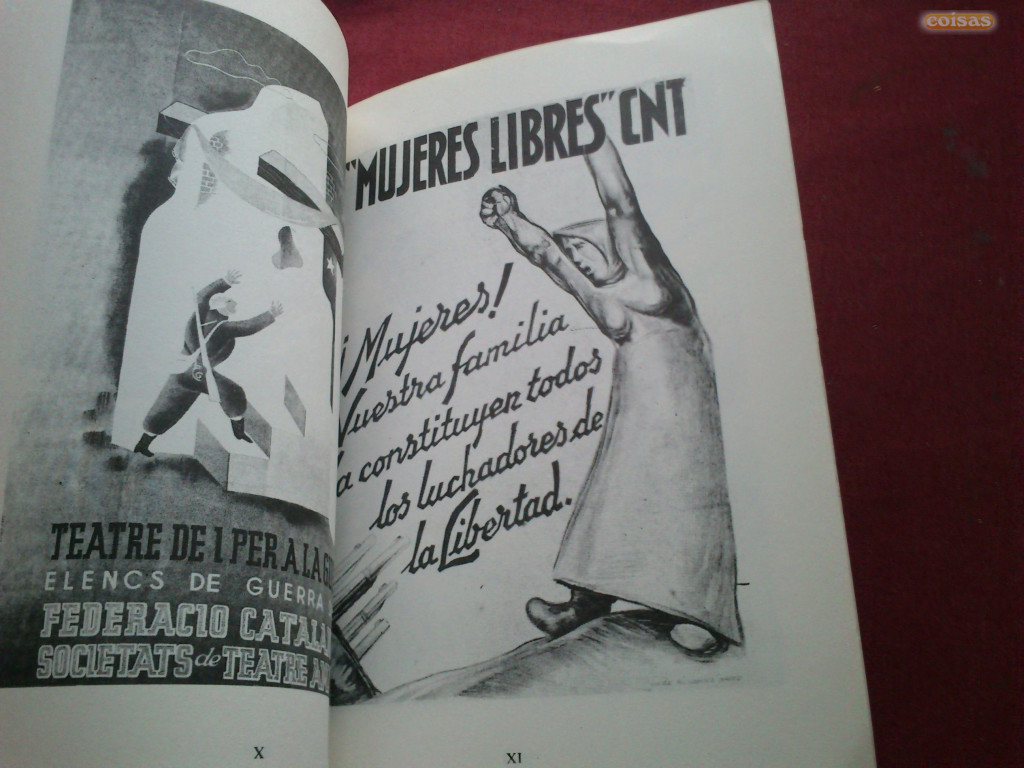 TEATRE DE I PER A LA
ELENCS DE GUERRA
FEDERACIO
SOCIETATS de TEATRE
X
"MUJERES LIBRES" CNT
¡Mujeres!
Vuestra familia
la constituyen todos
los luchadores de
la Libertad.
XI
coisas